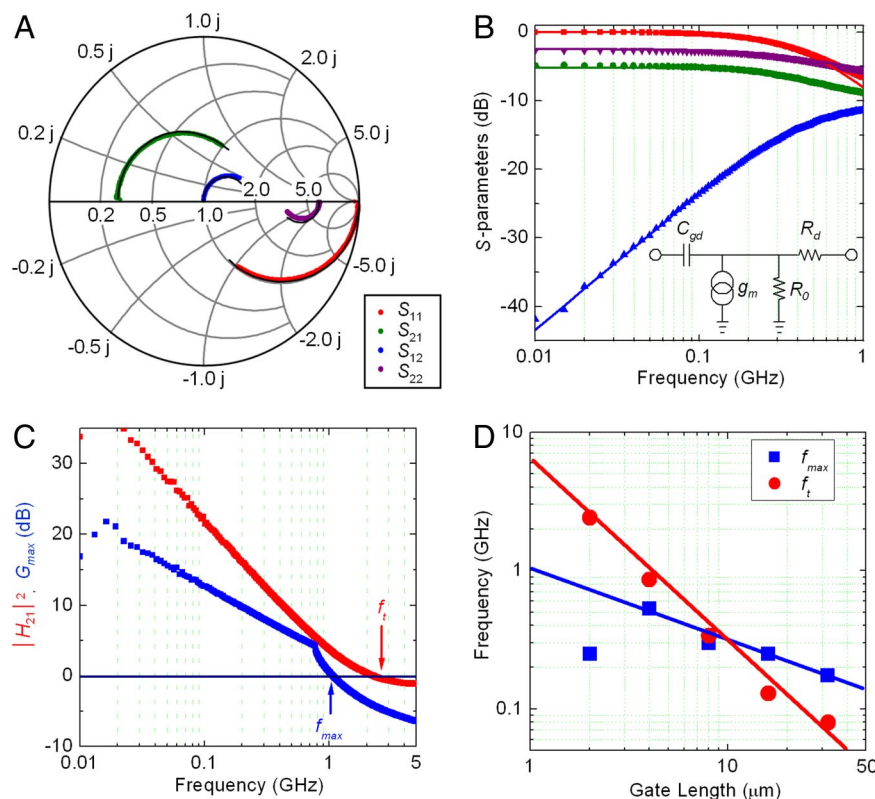 A
1.0 j
0.5 j
2.0 j
0.2 j
5.0 j
0.2
0.5
1.0
2.0
5.0
-0.2 j
-5.0 j
-0.5 j
-2.0 j
-1.0 j
S11
S21
S12
S22
B
0
-10
-20
-30
-40
S-parameters (dB)
Cgd
Rd
gm
R0
0.01
0.1
1
Frequency (GHz)
C
30
20
10
0
-10
|H21|², Gmax (dB)
ft
fmax
0.01
0.1
1
5
Frequency (GHz)
D
10
1
0.1
Frequency (GHz)
fmax
ft
1
10
50
Gate Length (μm)